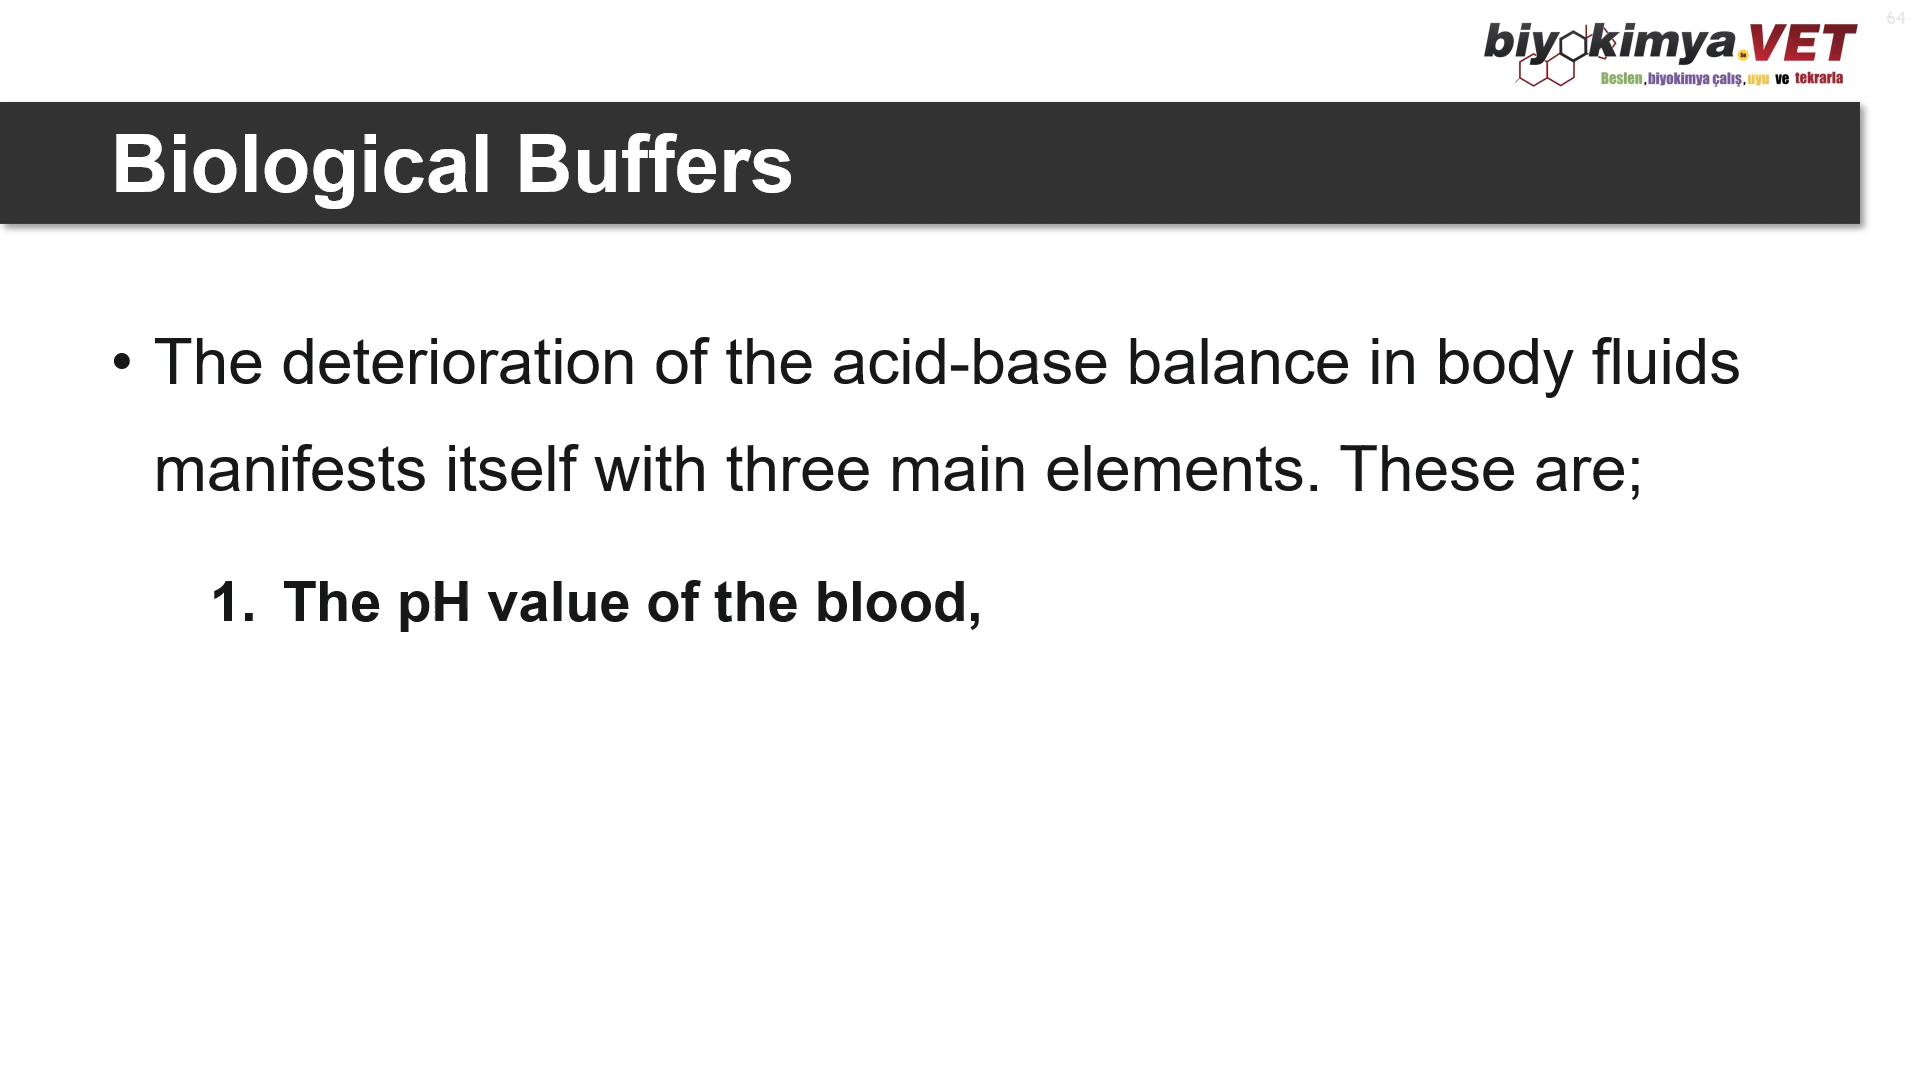 64
biyokimya.VET
Beslen, biyokimya çalış, uyu ve tekrarla
Biological Buffers
• The deterioration of the acid-base balance in body fluids
manifests itself with three main elements. These are;
1. The pH value of the blood,